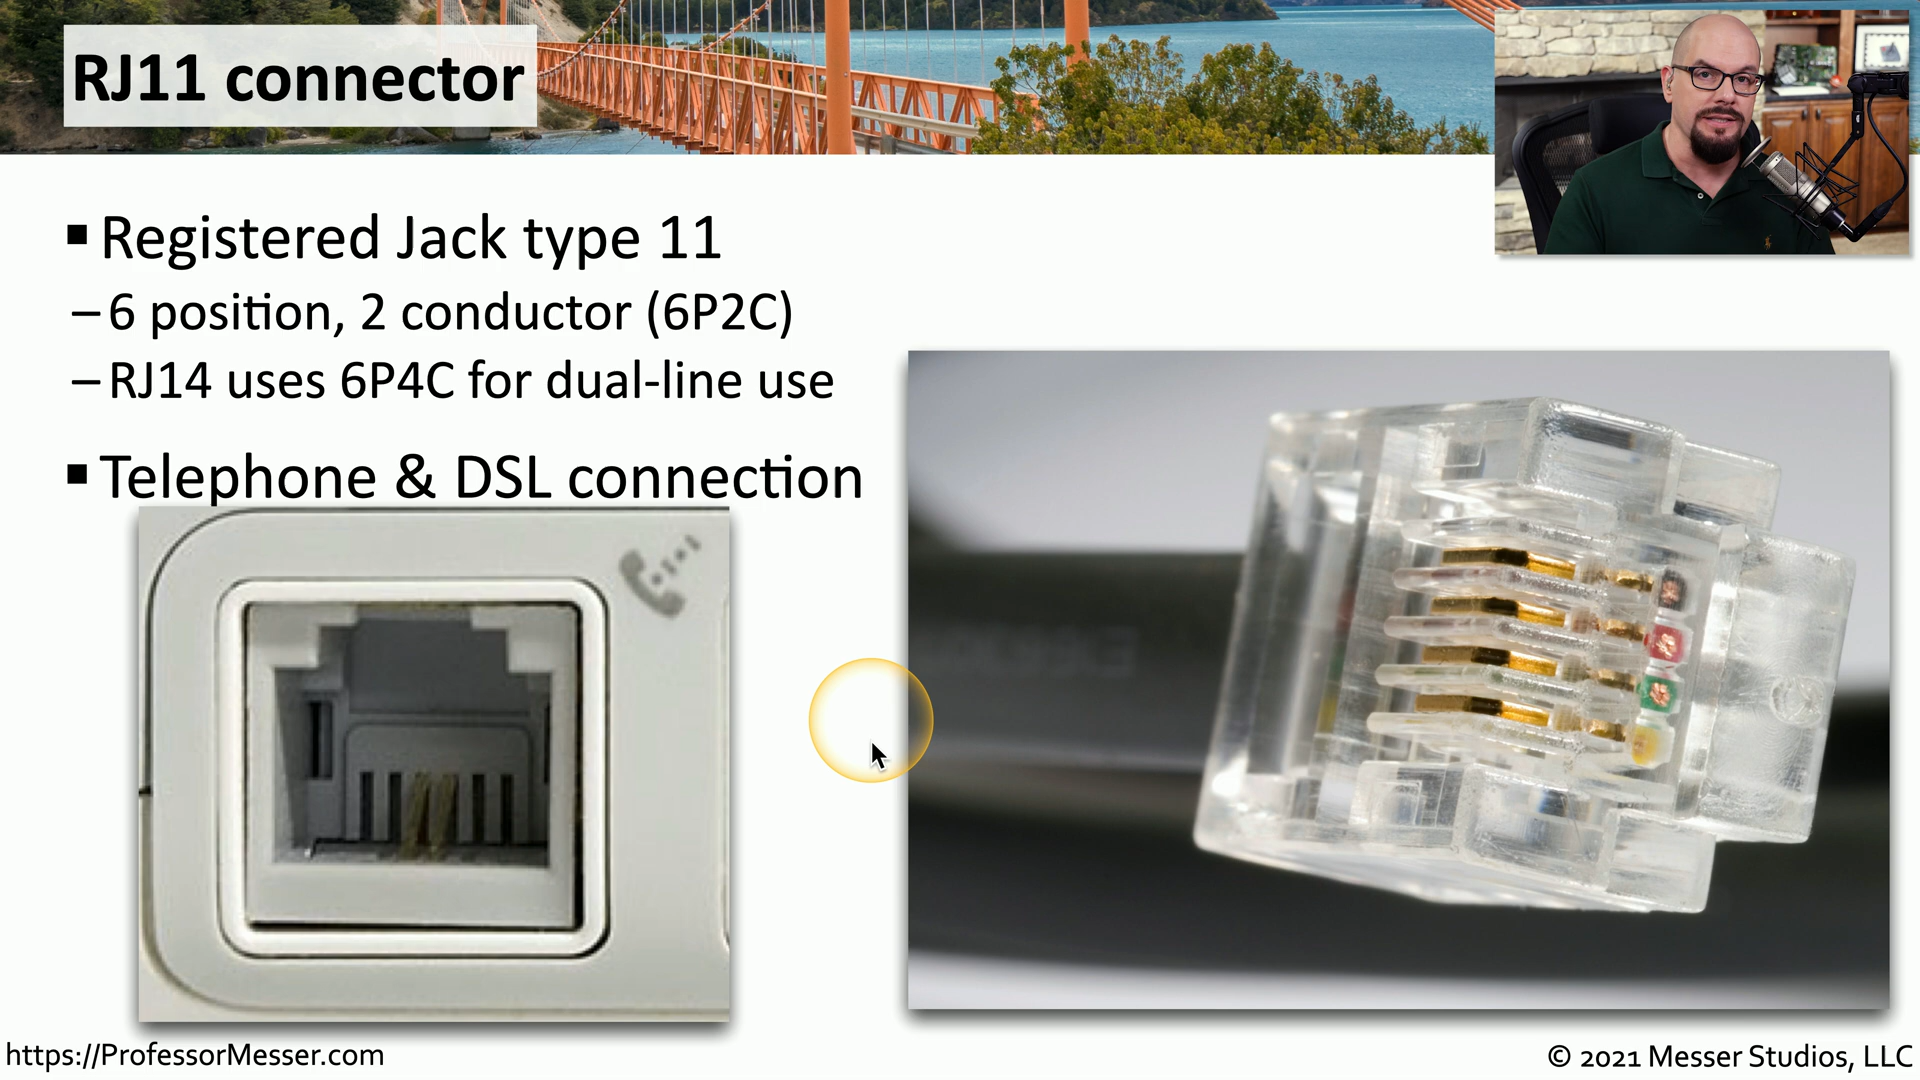 RJ11 connector
▪ Registered Jack type 11
– 6 position, 2 conductor (6P2C)
– RJ14 uses 6P4C for dual-line use
▪ Telephone & DSL connection
https://ProfessorMesser.com
© 2021 Messer Studios, LLC